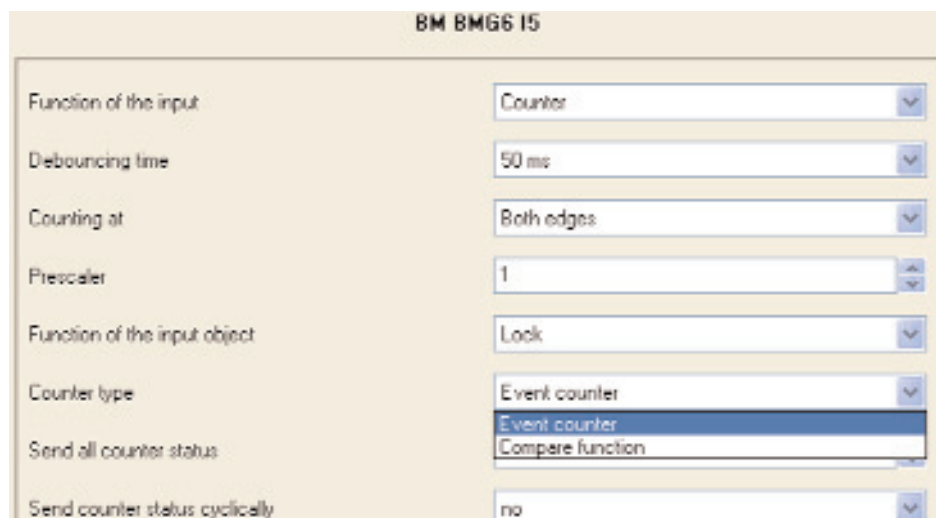 BM BMG6 I5
Function of the input Counter
Debouncing time 50 ms
Counting at Both edges
Prescaler 1
Function of the input object Lock
Counter type Event counter
Event counter
Send all counter status Compare function
Send counter status cyclically no